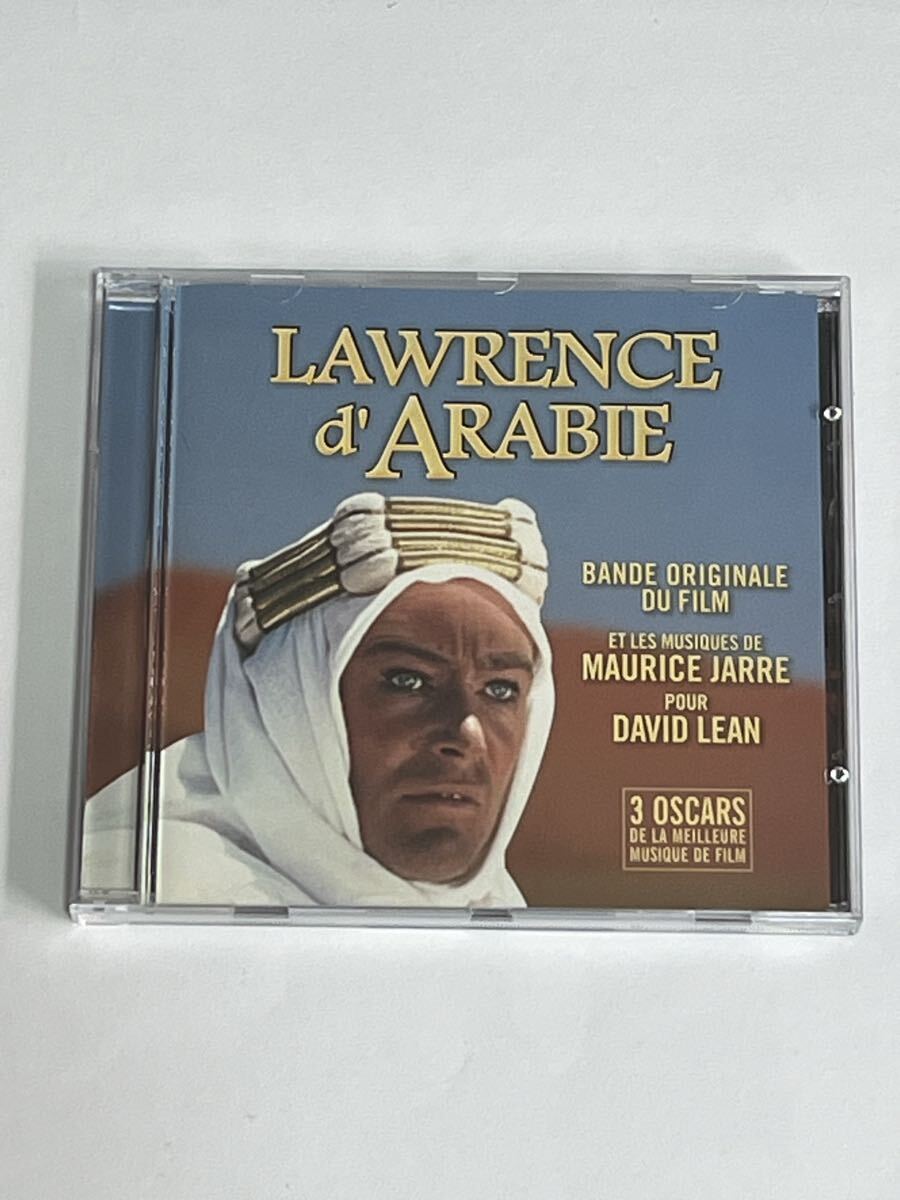 LAWRENCE
d'ARABIE
BANDE ORIGINALE
DU FILM
ET LES MUSIQUES DE
MAURICE JARRE
POUR
DAVID LEAN
3 OSCARS
DE LA MEILLEURE
MUSIQUE DE FILM